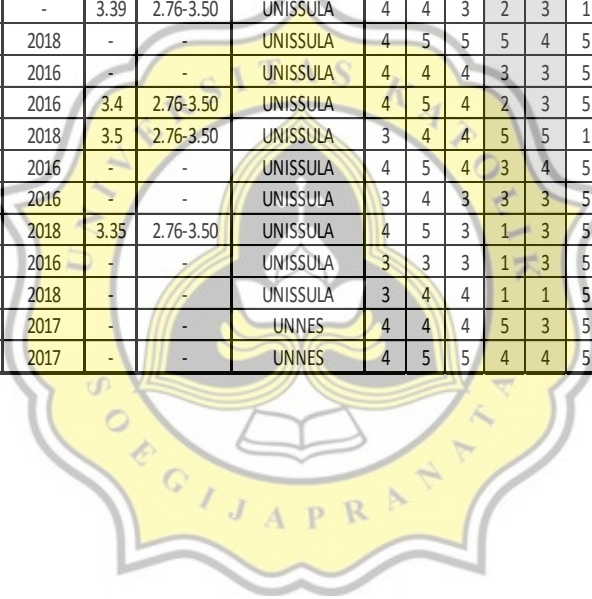 - 3.39 2.76-3.50 UNISSULA 4 4 3 2 3 1
2018 - - UNISSULA 4 5 5 5 4 5
2016 - - UNISSULA 4 4 4 3 3 5
2016 3.4 2.76-3.50 UNISSULA 4 5 4 2 3 5
2018 3.5 2.76-3.50 UNISSULA 3 4 4 5 5 1
2016 - - UNISSULA 4 5 4 3 4 5
2016 - - UNISSULA 3 4 3 3 3 5
2018 3.35 2.76-3.50 UNISSULA 4 5 3 1 3 5
2016 - - UNISSULA 3 3 3 1 3 5
2018 - - UNISSULA 3 4 4 1 1 5
2017 - - UNNES 4 4 4 5 3 5
2017 - - UNNES 4 5 5 4 4 5
UNIVERSITAS KATOLIK
SOEGIJAPRANATA